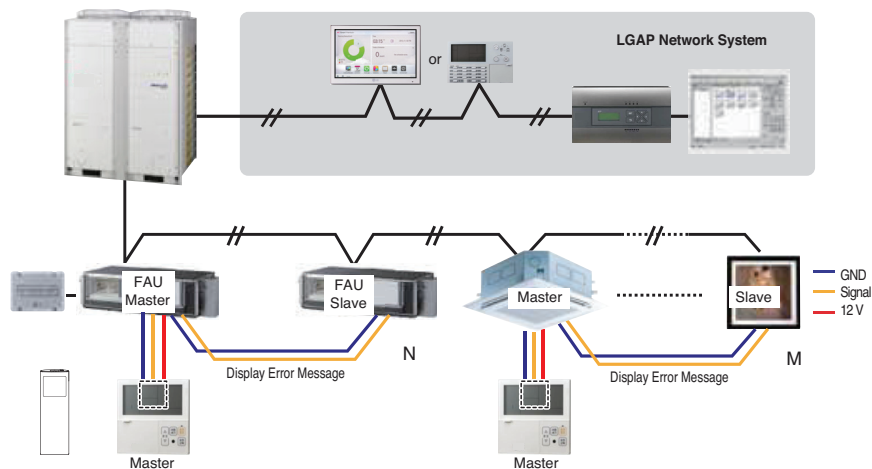 LGAP Network System
or
FAU
Master
FAU
Slave
Master
Slave
GND
Signal
12 V
N
M
Display Error Message
Display Error Message
Master
Master